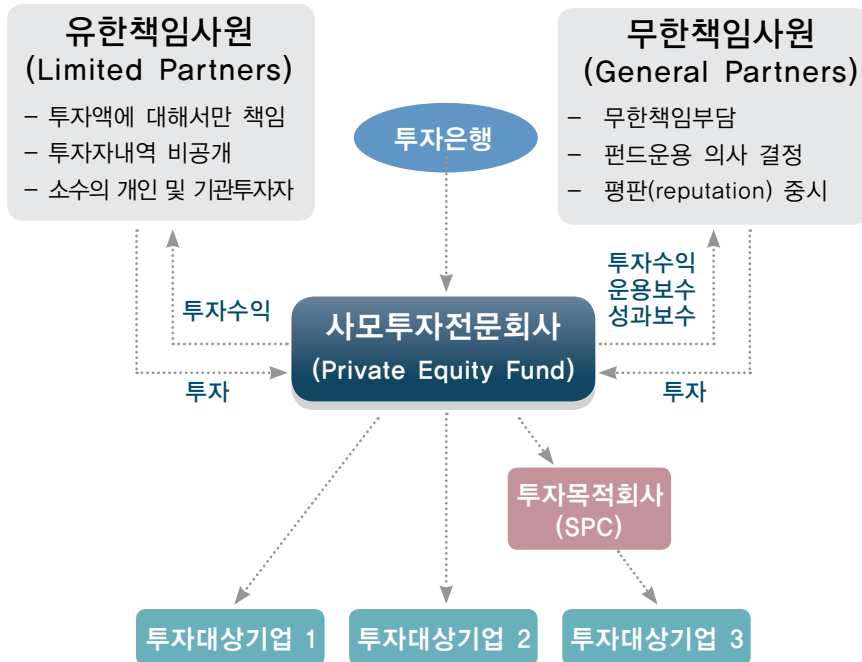 유한책임사원
(Limited Partners)
– 투자액에 대해서만 책임
– 투자자내역 비공개
– 소수의 개인 및 기관투자자
투자은행
무한책임사원
(General Partners)
– 무한책임부담
– 펀드운용 의사 결정
– 평판(reputation) 중시
투자수익
투자
사모투자전문회사
(Private Equity Fund)
투자수익
운용보수
성과보수
투자
투자목적회사
(SPC)
투자대상기업 1
투자대상기업 2
투자대상기업 3